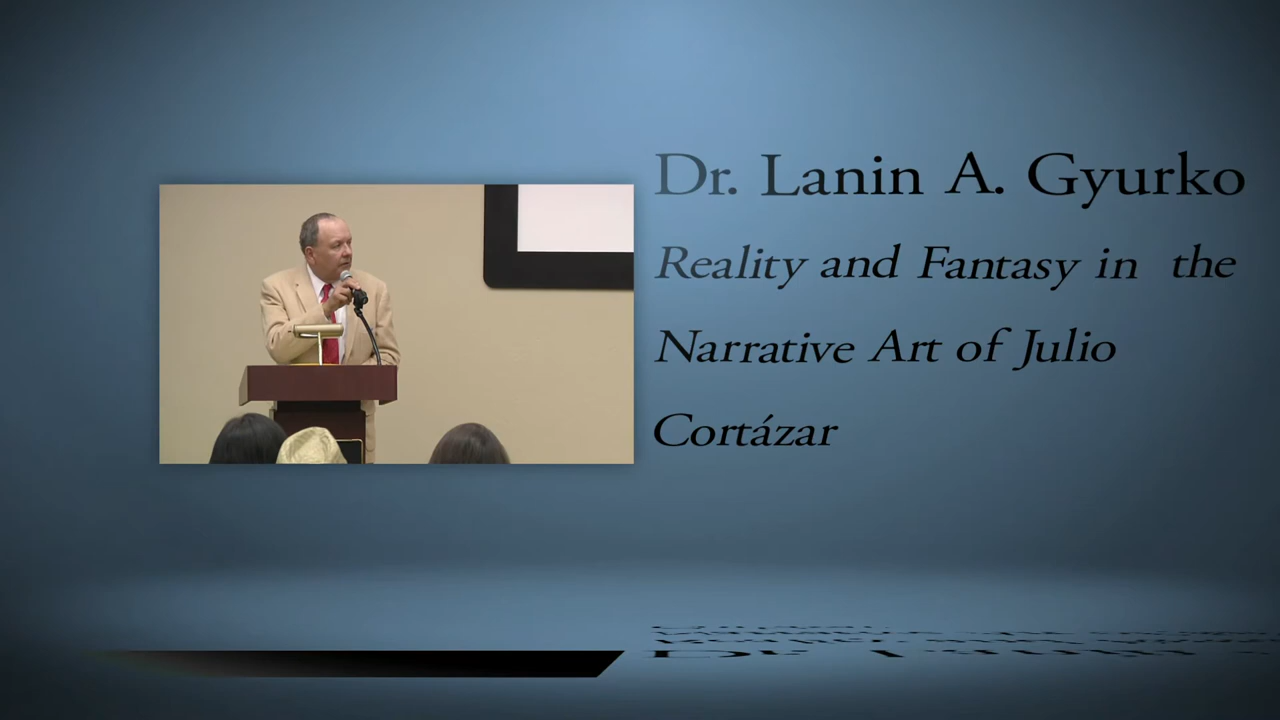 Dr. Lanin A. Gyurko
Reality and Fantasy in the
Narrative Art of Julio
Cortázar